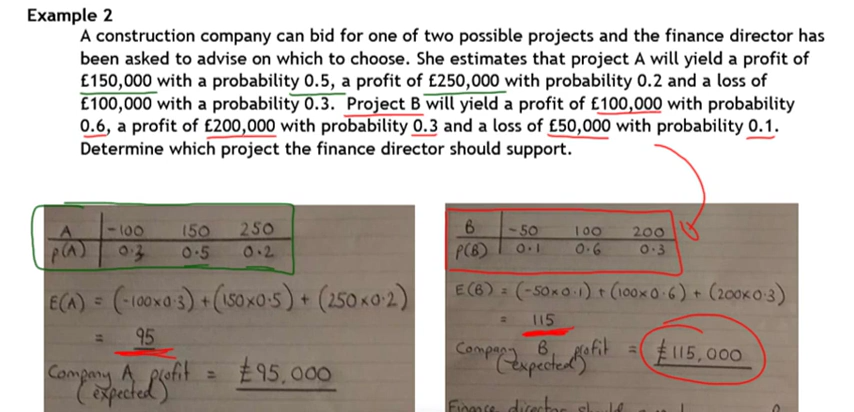 Example 2
A construction company can bid for one of two possible projects and the finance director has
been asked to advise on which to choose. She estimates that project A will yield a profit of
£150,000 with a probability 0.5, a profit of £250,000 with probability 0.2 and a loss of
£100,000 with a probability 0.3. Project B will yield a profit of £100,000 with probability
0.6, a profit of £200,000 with probability 0.3 and a loss of £50,000 with probability 0.1.
Determine which project the finance director should support.
A -100 150 250
P(A) 0.3 0.5 0.2
E(A) = (-100×0.3) + (150×0.5) + (250×0.2)
= 95
Company A profit = £95,000
(expected)
B -50 100 200
P(B) 0.1 0.6 0.3
E(B) = (-50×0.1) + (100×0.6) + (200×0.3)
= 115
Company B profit = £115,000
(expected)
Finance director should